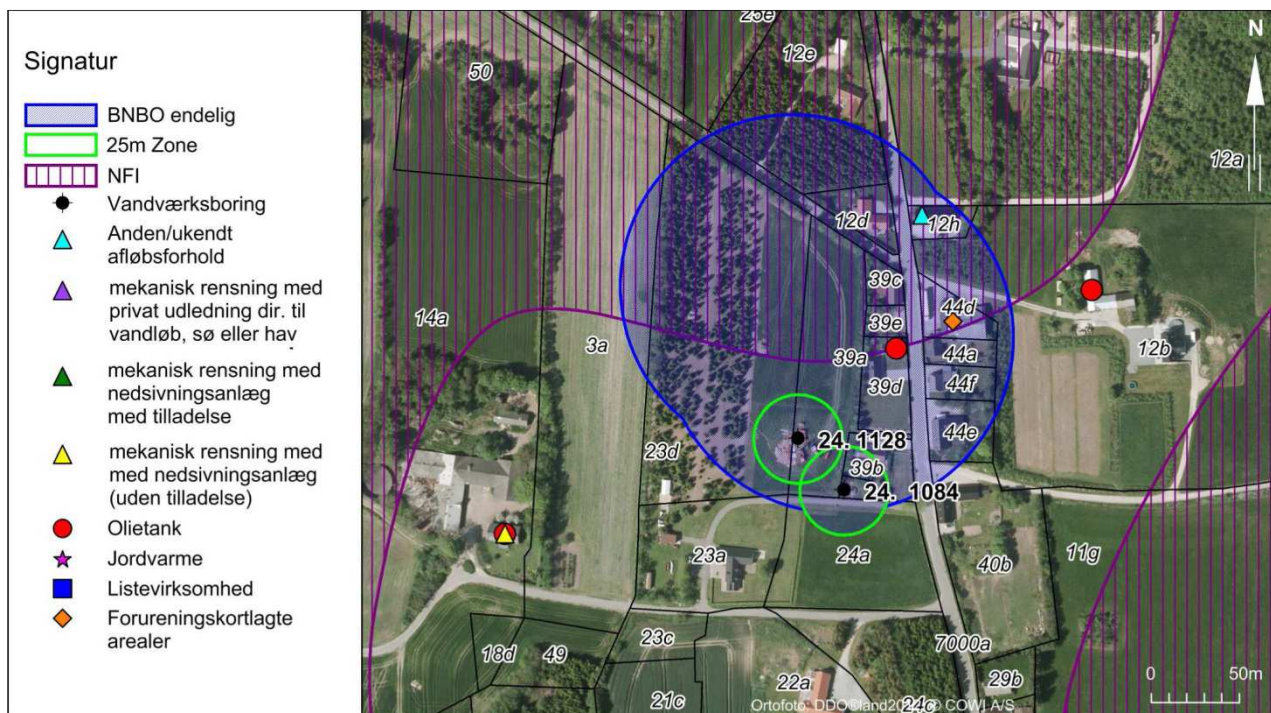 Signatur
BNBO endelig
25m Zone
NFI
Vandværksboring
Anden/ukendt
afløbsforhold
mekanisk rensning med
privat udledning dir. til
vandløb, sø eller hav
mekanisk rensning med
nedsivningsanlæg
med tilladelse
mekanisk rensning med
med nedsivningsanlæg
(uden tilladelse)
Olietank
Jordvarme
Listevirksomhed
Forureningskortlagte
arealer
25e
N
12e
50
12a
12d
12h
39c
44d
14a
3a
39e
39a
44a
12b
39d
44f
24. 1128
44e
23d
39b
24. 1084
23a
24a
40b
11g
18d
49
23c
7000a
0 50m
22a
29b
21c
24c